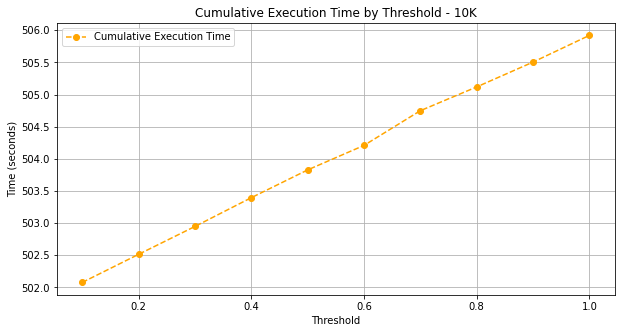 Cumulative Execution Time by Threshold - 10K
Cumulative Execution Time
Time (seconds)
506.0
505.5
505.0
504.5
504.0
503.5
503.0
502.5
502.0
0.2 0.4 0.6 0.8 1.0
Threshold